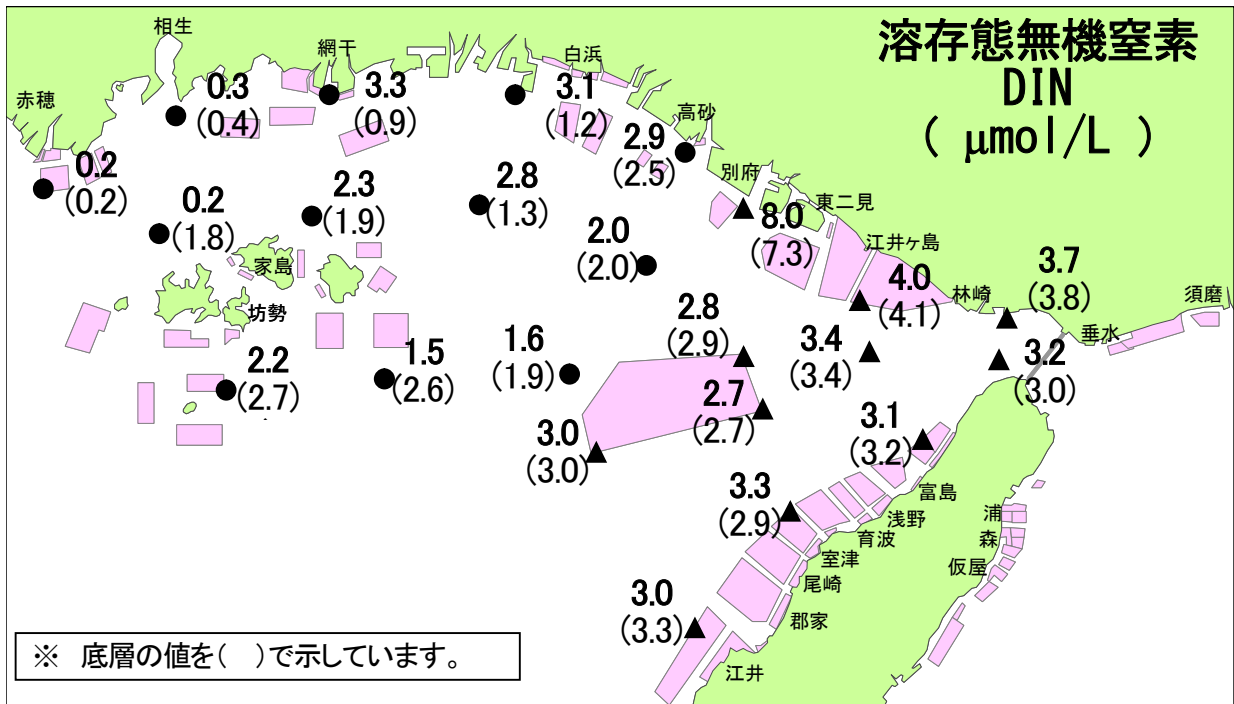 溶存態無機窒素
DIN
( μmol/L )
相生
網干
白浜
赤穂
高砂
別府
東二見
江井ヶ島
林崎
須磨
垂水
家島
坊勢
富島
浅野
育波
室津
尾崎
郡家
江井
浦
森
仮屋
0.3
(0.4)
3.3
(0.9)
3.1
(1.2)
2.9
(2.5)
0.2
(0.2)
0.2
(1.8)
2.3
(1.9)
2.8
(1.3)
2.0
(2.0)
8.0
(7.3)
4.0
(4.1)
3.7
(3.8)
3.2
(3.0)
2.8
(2.9)
3.4
(3.4)
2.2
(2.7)
1.5
(2.6)
1.6
(1.9)
2.7
(2.7)
3.0
(3.0)
3.1
(3.2)
3.3
(2.9)
3.0
(3.3)
※ 底層の値を( )で示しています。